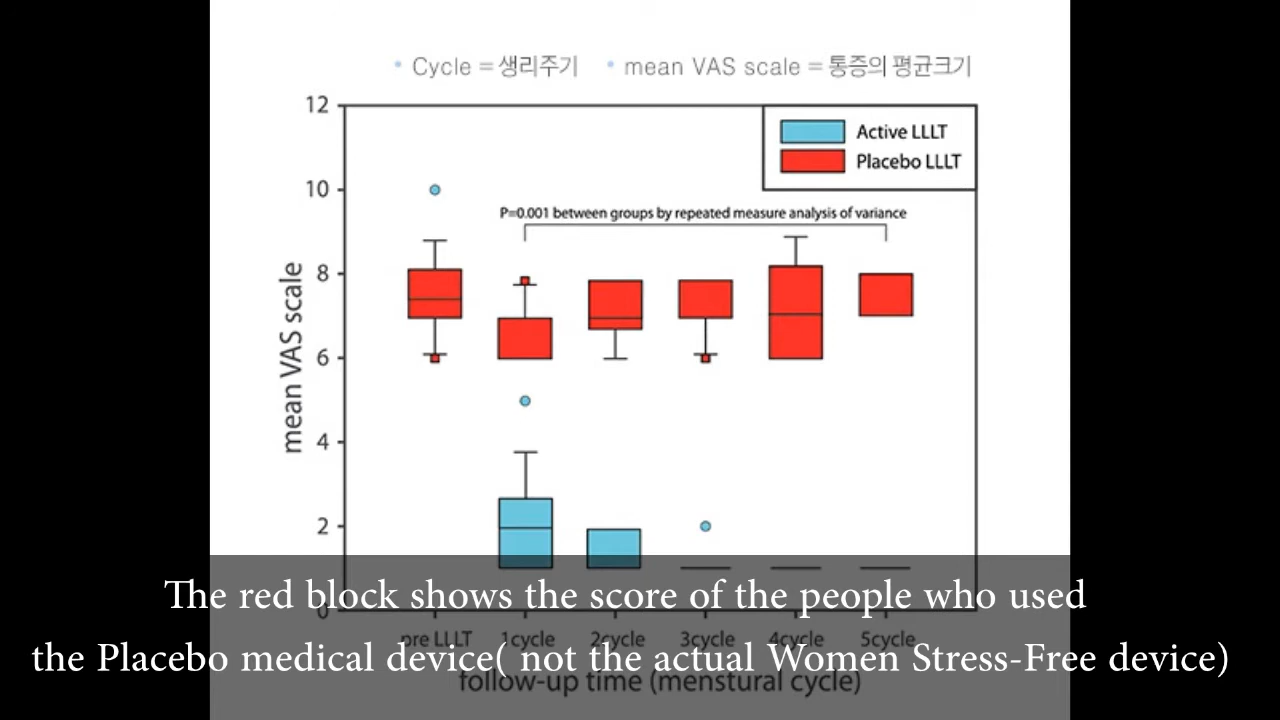 • Cycle = 생리주기 • mean VAS scale = 통증의 평균크기
12
10
8
6
4
2
0
mean VAS scale
Active LLLT
Placebo LLLT
P=0.001 between groups by repeated measure analysis of variance
pre LLLT 1cycle 2cycle 3cycle 4cycle 5cycle
follow-up time (menstural cycle)
The red block shows the score of the people who used
the Placebo medical device( not the actual Women Stress-Free device)